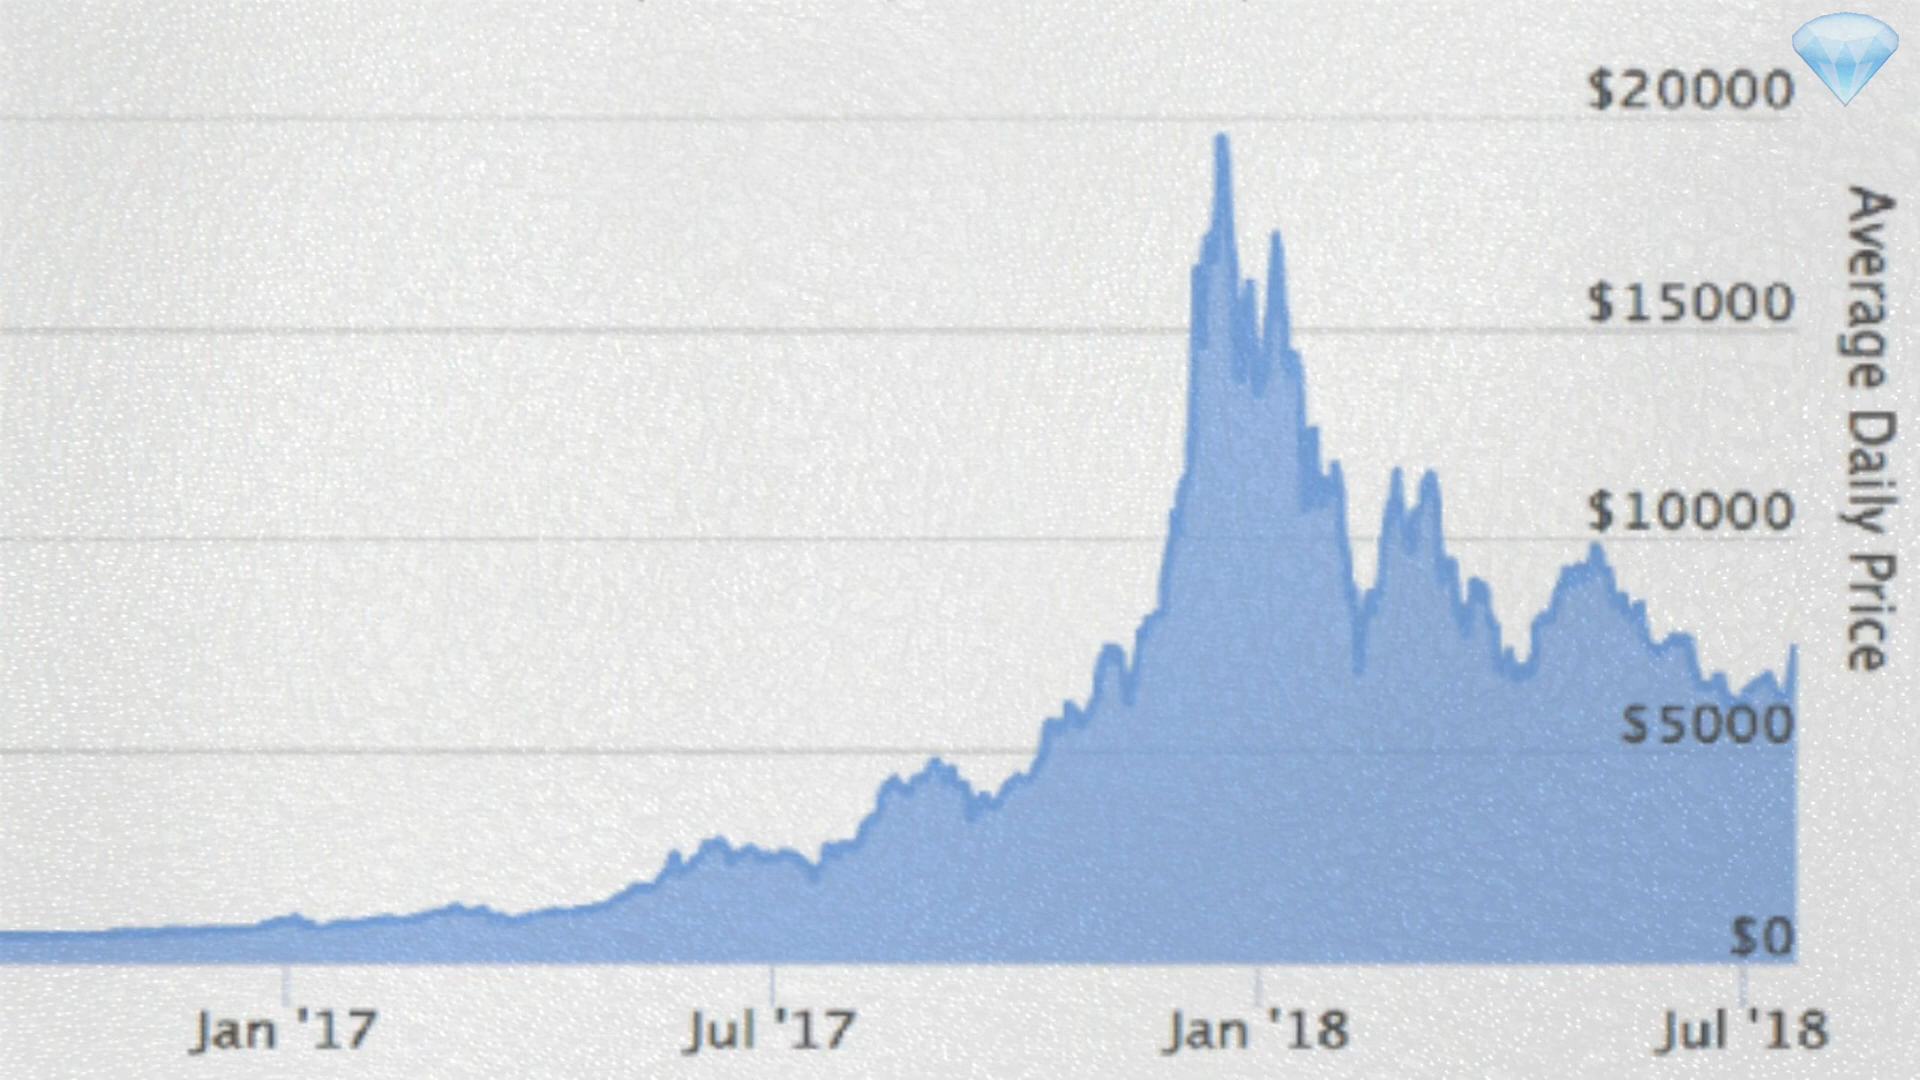 $20000
$15000
$10000
$5000
$0
Average Daily Price
Jan '17
Jul '17
Jan '18
Jul '18